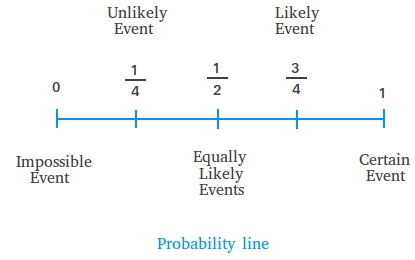 Unlikely Event
Likely Event
0
1/4
1/2
3/4
1
Impossible Event
Equally Likely Events
Certain Event
Probability line